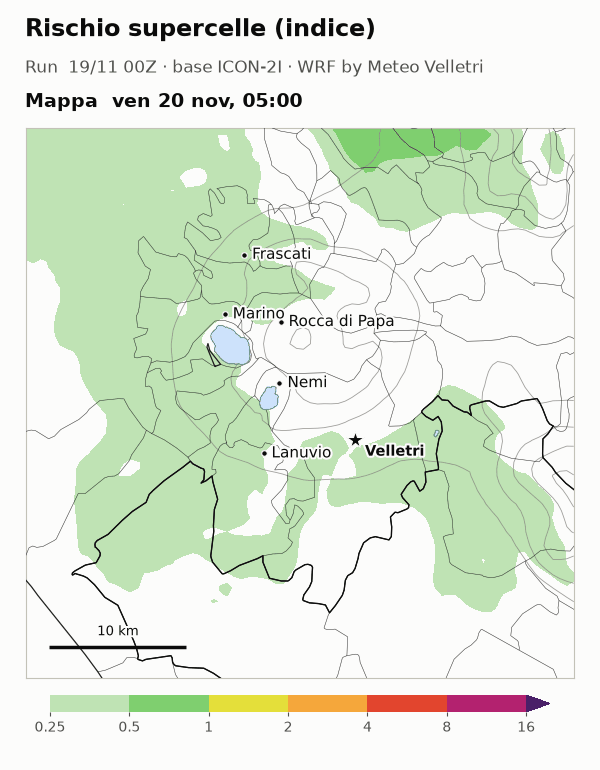 Rischio supercelle (indice)
Run  19/11 00Z · base ICON-2I · WRF by Meteo Velletri
Mappa  ven 20 nov, 05:00
Frascati
Marino
Rocca di Papa
Nemi
Velletri
Lanuvio
10 km
0.25 0.5 1 2 4 8 16